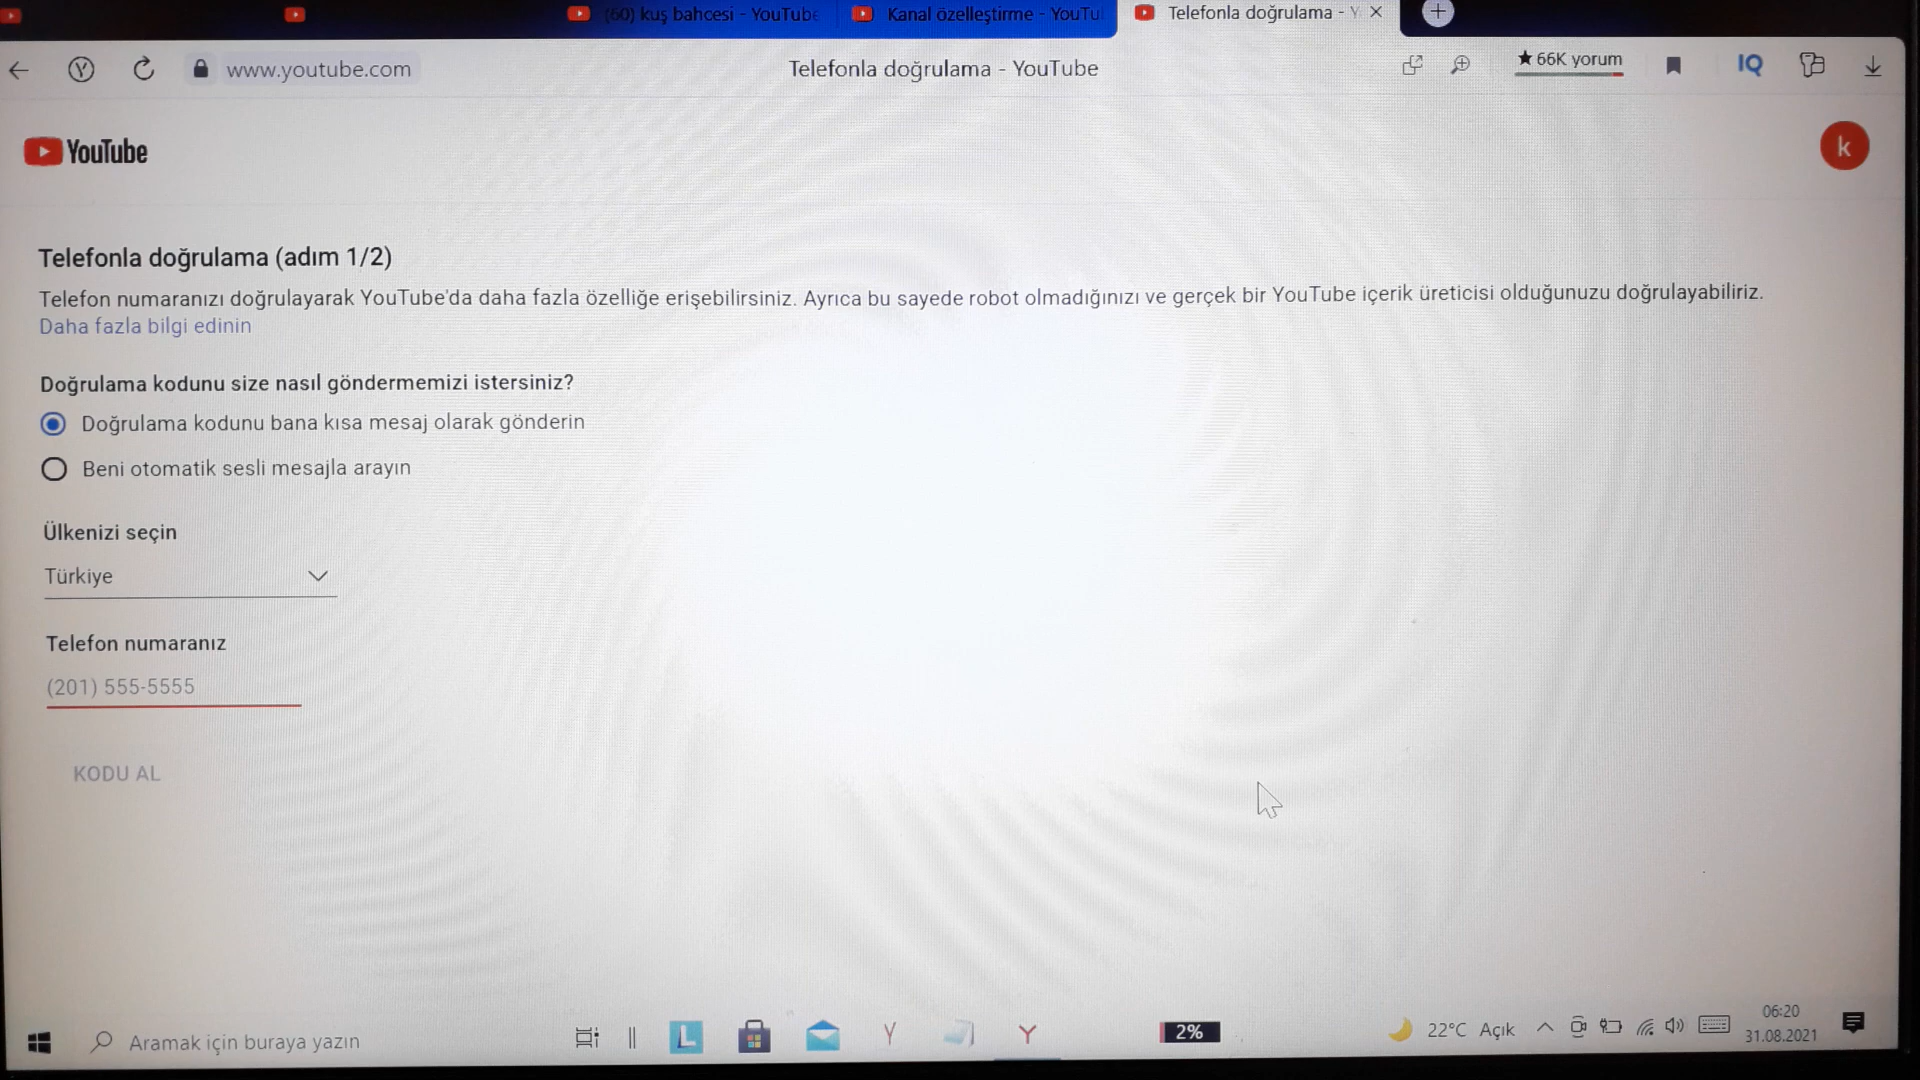 (60) kuş bahcesi - YouTube
Kanal özelleştirme - YouTu
Telefonla doğrulama - Y
www.youtube.com
Telefonla doğrulama - YouTube
★ 66K yorum
IQ
YouTube
k
Telefonla doğrulama (adım 1/2)
Telefon numaranızı doğrulayarak YouTube'da daha fazla özelliğe erişebilirsiniz. Ayrıca bu sayede robot olmadığınızı ve gerçek bir YouTube içerik üreticisi olduğunuzu doğrulayabiliriz.
Daha fazla bilgi edinin
Doğrulama kodunu size nasıl göndermemizi istersiniz?
Doğrulama kodunu bana kısa mesaj olarak gönderin
Beni otomatik sesli mesajla arayın
Ülkenizi seçin
Türkiye
Telefon numaranız
(201) 555-5555
KODU AL
Aramak için buraya yazın
L
2%
22°C Açık
06:20
31.08.2021